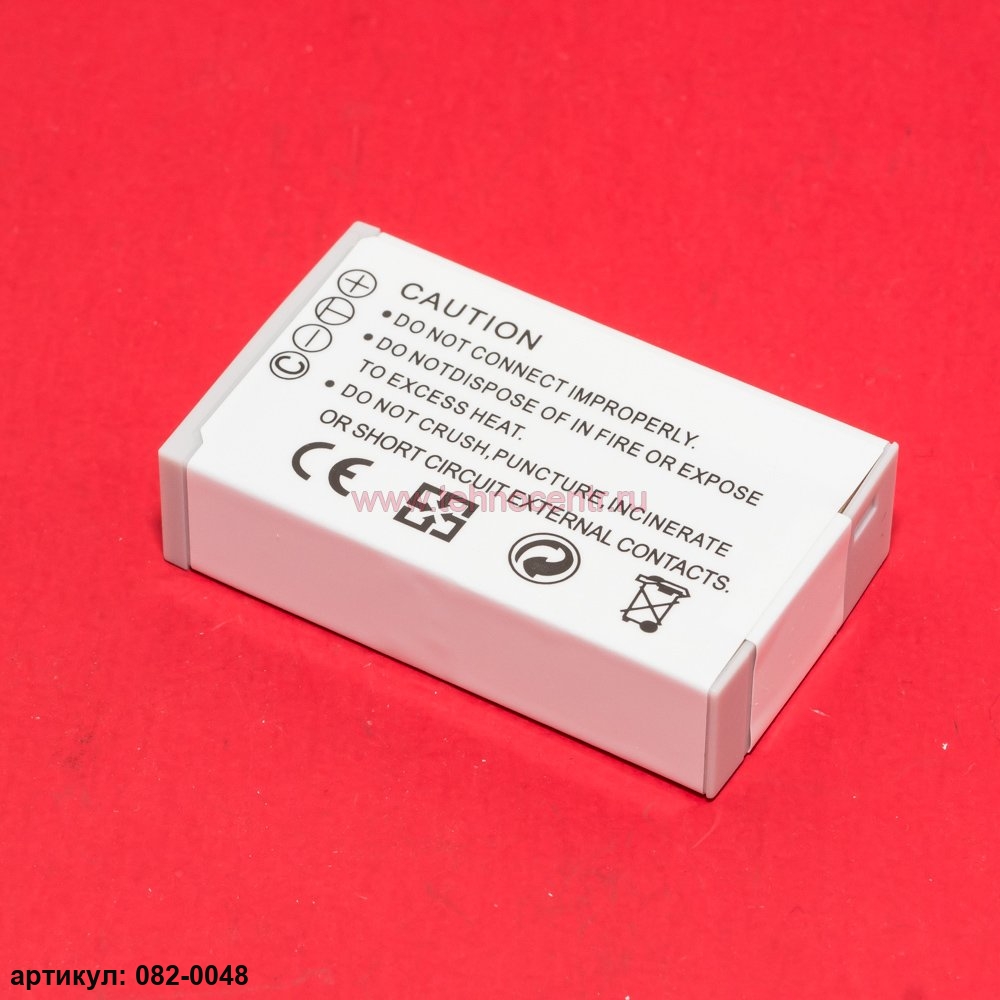 CAUTION
•DO NOT CONNECT IMPROPERLY.
• DO NOTDISPOSE OF IN FIRE OR EXPOSE
TO EXCESS HEAT.
• DO NOT CRUSH,PUNCTURE,INCINERATE
OR SHORT CIRCUIT EXTERNAL CONTACTS.
+
T
−
C
CE
www.tehnocentr.ru
артикул: 082-0048